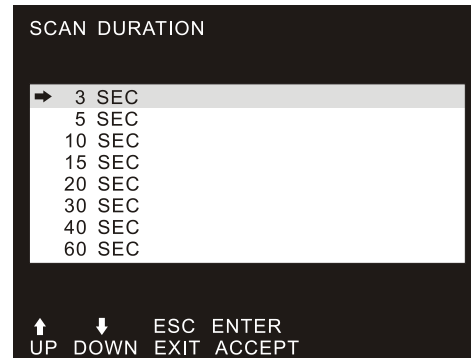 SCAN DURATION
➡ 3 SEC
5 SEC
10 SEC
15 SEC
20 SEC
30 SEC
40 SEC
60 SEC
⬆ ⬇ ESC ENTER
UP DOWN EXIT ACCEPT